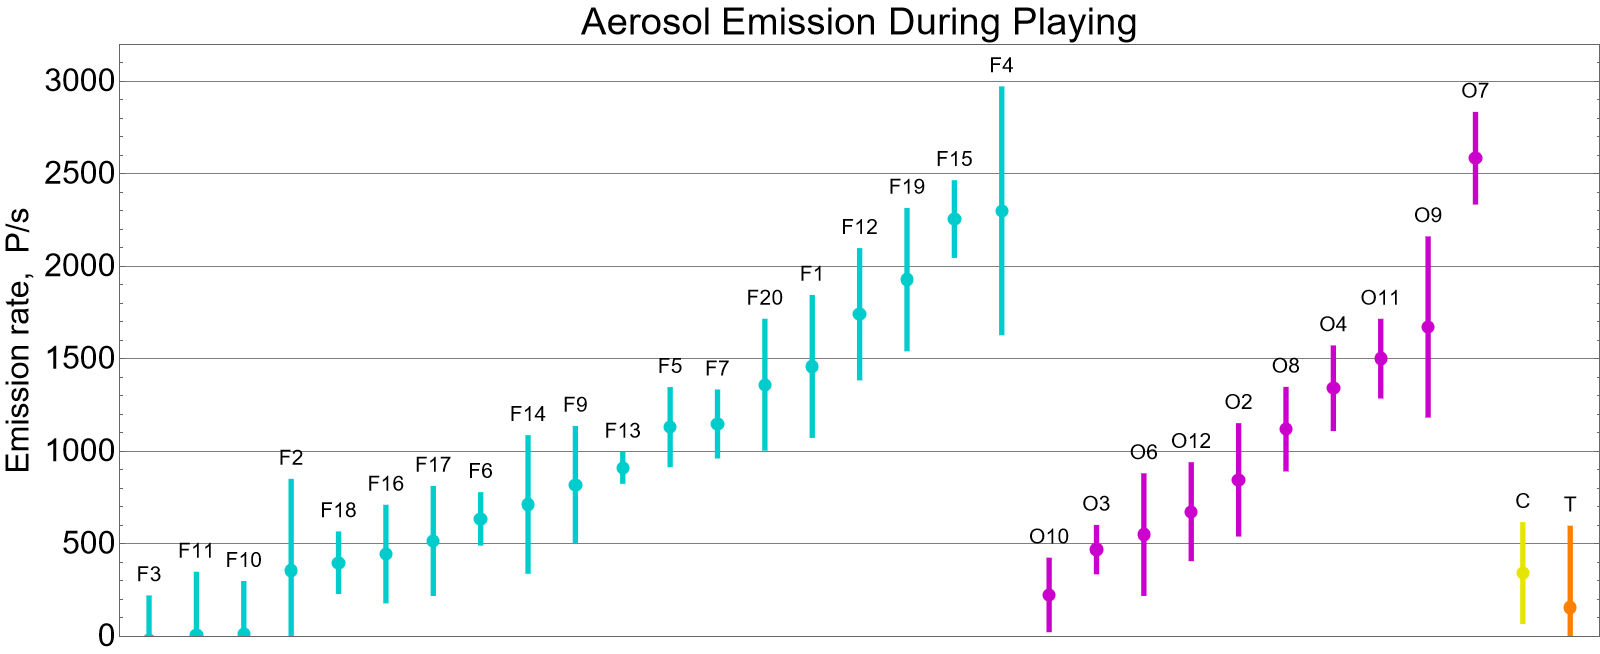 Aerosol Emission During Playing
Emission rate, P/s
3000
2500
2000
1500
1000
500
0
F3
F11
F10
F2
F18
F16
F17
F6
F14
F9
F13
F5
F7
F20
F1
F12
F19
F15
F4
O10
O3
O6
O12
O2
O8
O4
O11
O9
O7
C
T